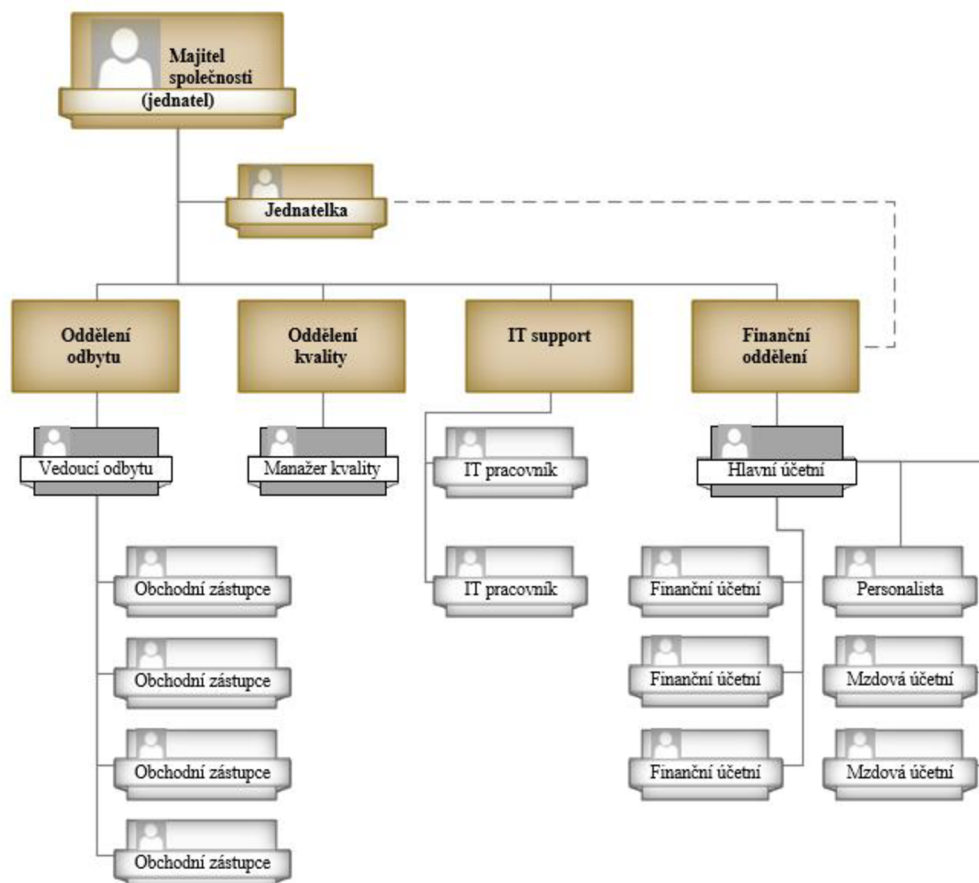 Majitel
společnosti
(jednatel)
Jednatelka
Oddělení
odbytu
Oddělení
kvality
IT support
Finanční
oddělení
Vedoucí odbytu
Manažer kvality
IT pracovník
Hlavní účetní
Obchodní zástupce
IT pracovník
Finanční účetní
Personalista
Obchodní zástupce
Finanční účetní
Mzdová účetní
Obchodní zástupce
Finanční účetní
Mzdová účetní
Obchodní zástupce